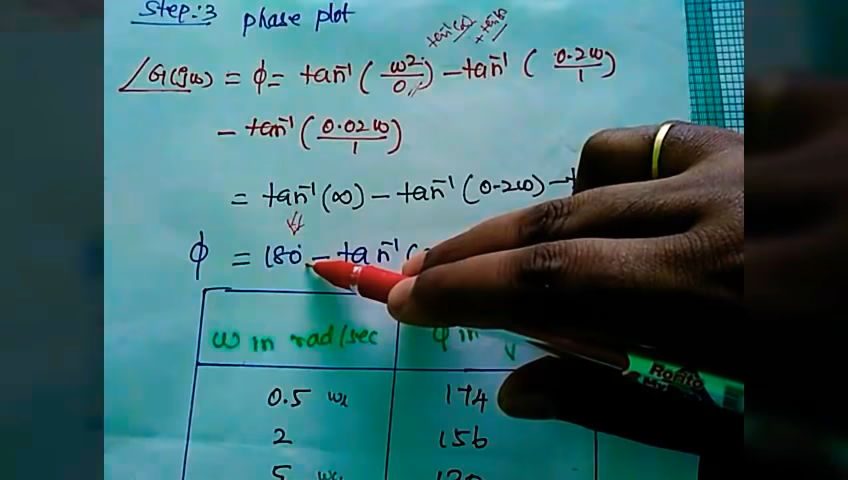 Step:3 phase plot
tan⁻¹(∞)
∠G(jω) = ϕ = tan⁻¹ (ω²/0) - tan⁻¹ (0.2ω/1)
- tan⁻¹ (0.02ω/1)
= tan⁻¹(∞) - tan⁻¹(0.2ω) - t
ϕ = 180° - tan⁻¹(
ω in rad/sec ϕ in
0.5 ωl 174
2 156
5
Rorito